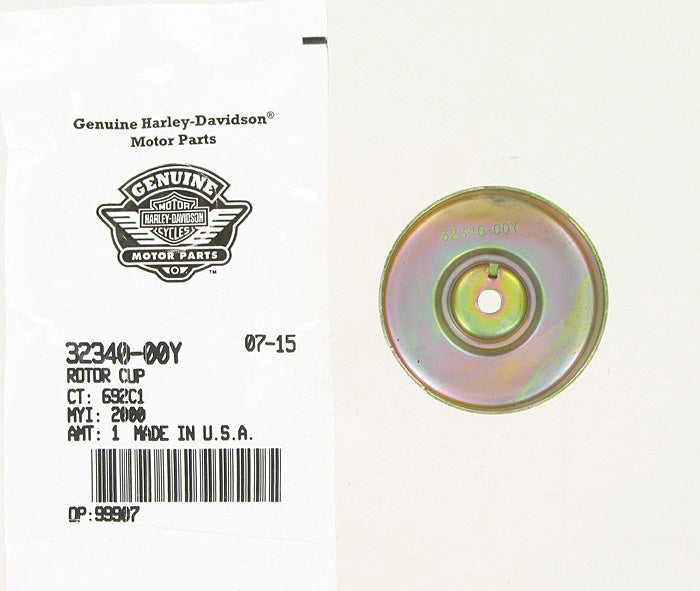 Genuine Harley-Davidson®
Motor Parts
GENUINE
MOTOR
HARLEY-DAVIDSON
CYCLES
MOTOR PARTS
™
32340-00Y 07-15
ROTOR CUP
CT: 692C1
MYI: 2000
AMT: 1 MADE IN U.S.A.
OP:99907
32340-00Y